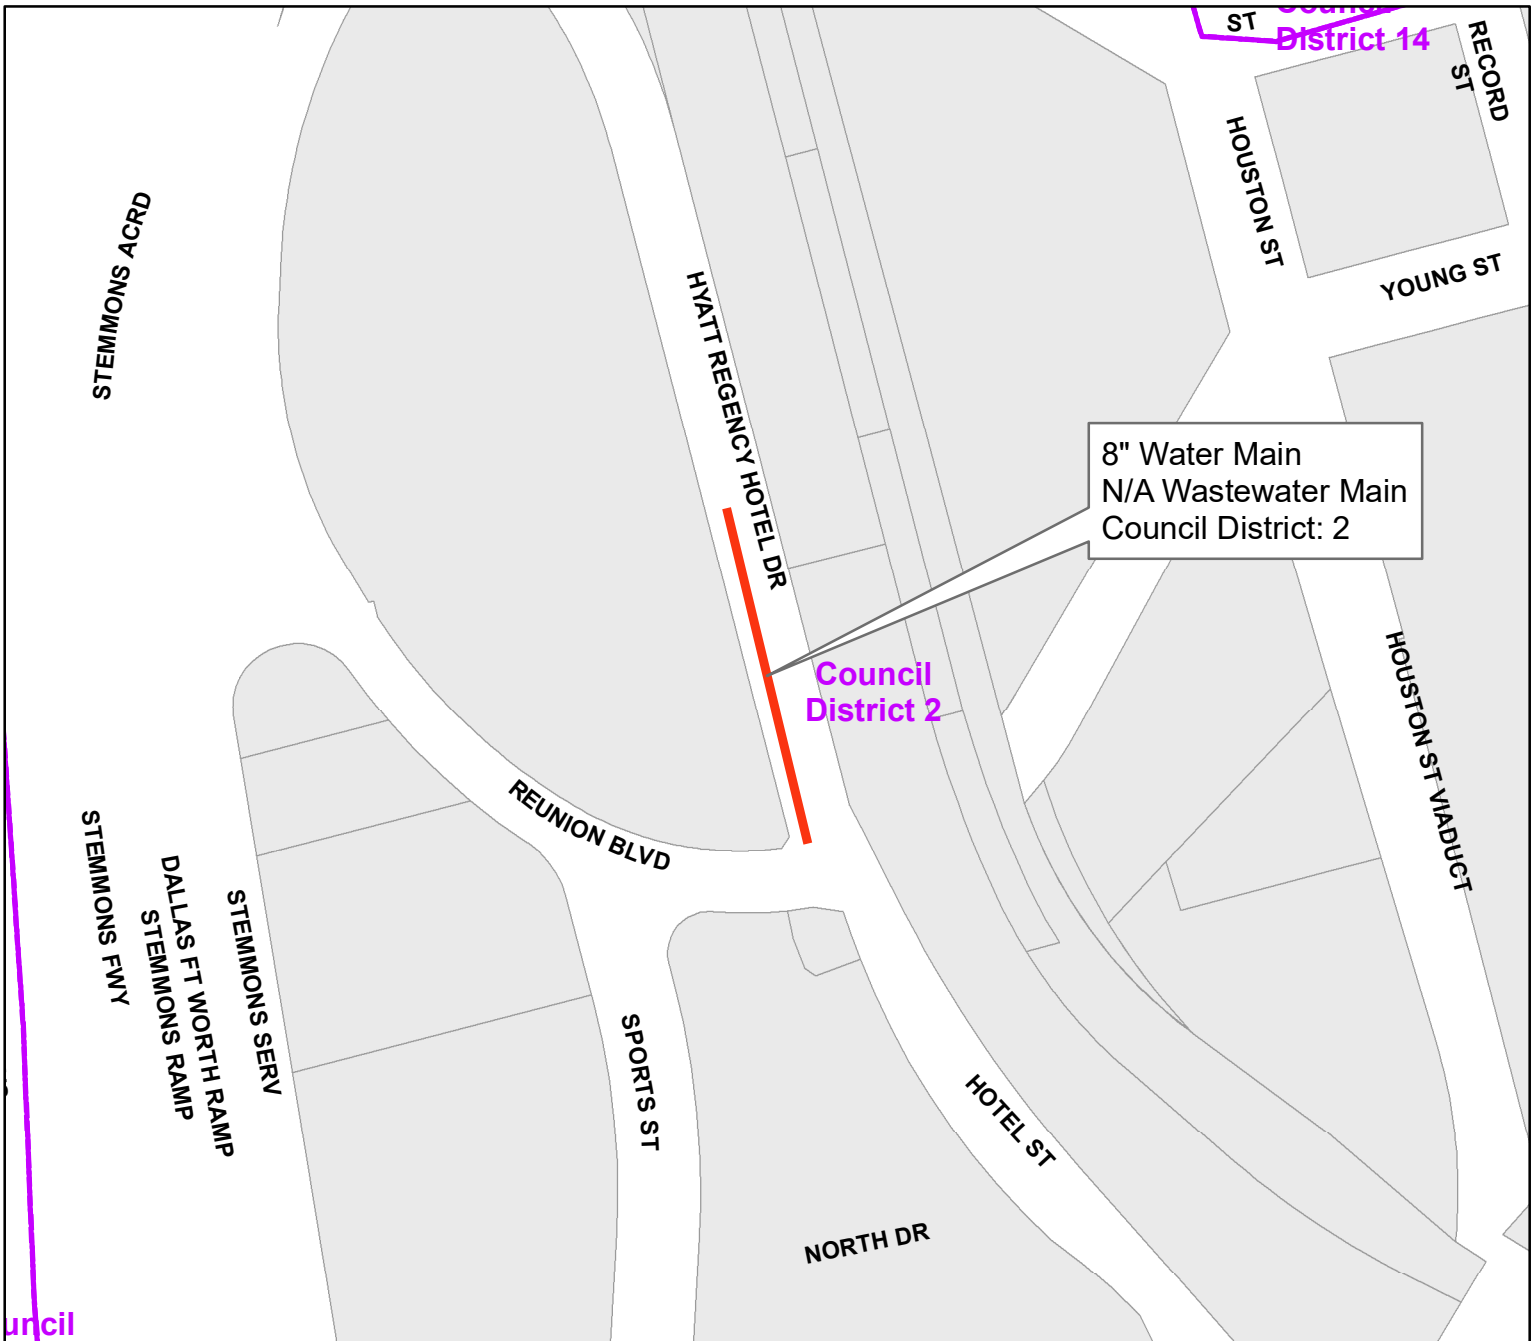 ST
Council
District 14
RECORD
ST
HOUSTON ST
YOUNG ST
STEMMONS ACRD
HYATT REGENCY HOTEL DR
8" Water Main
N/A Wastewater Main
Council District: 2
Council
District 2
HOUSTON ST VIADUCT
REUNION BLVD
STEMMONS FWY
DALLAS FT WORTH RAMP
STEMMONS RAMP
STEMMONS SERV
SPORTS ST
HOTEL ST
NORTH DR
uncil